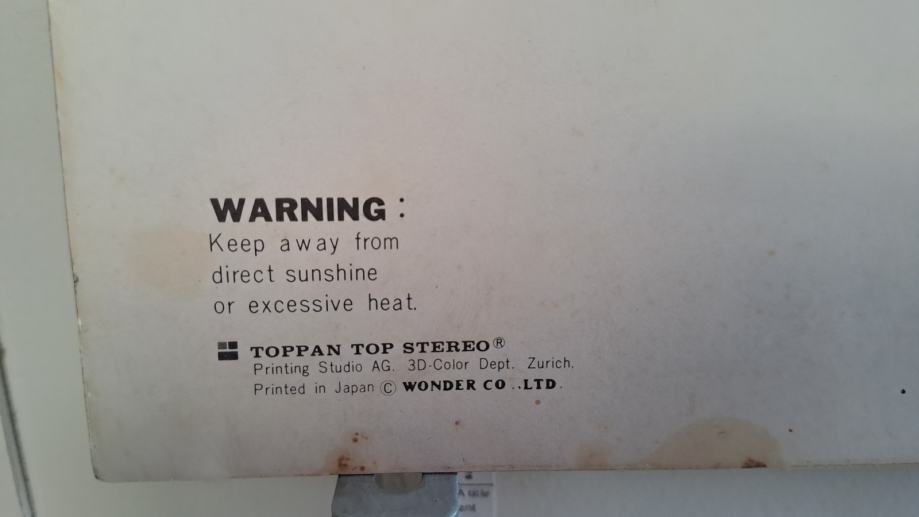 WARNING :
Keep away from
direct sunshine
or excessive heat.
TOPPAN TOP STEREO®
Printing Studio AG. 3D-Color Dept. Zurich.
Printed in Japan © WONDER CO ..LTD.